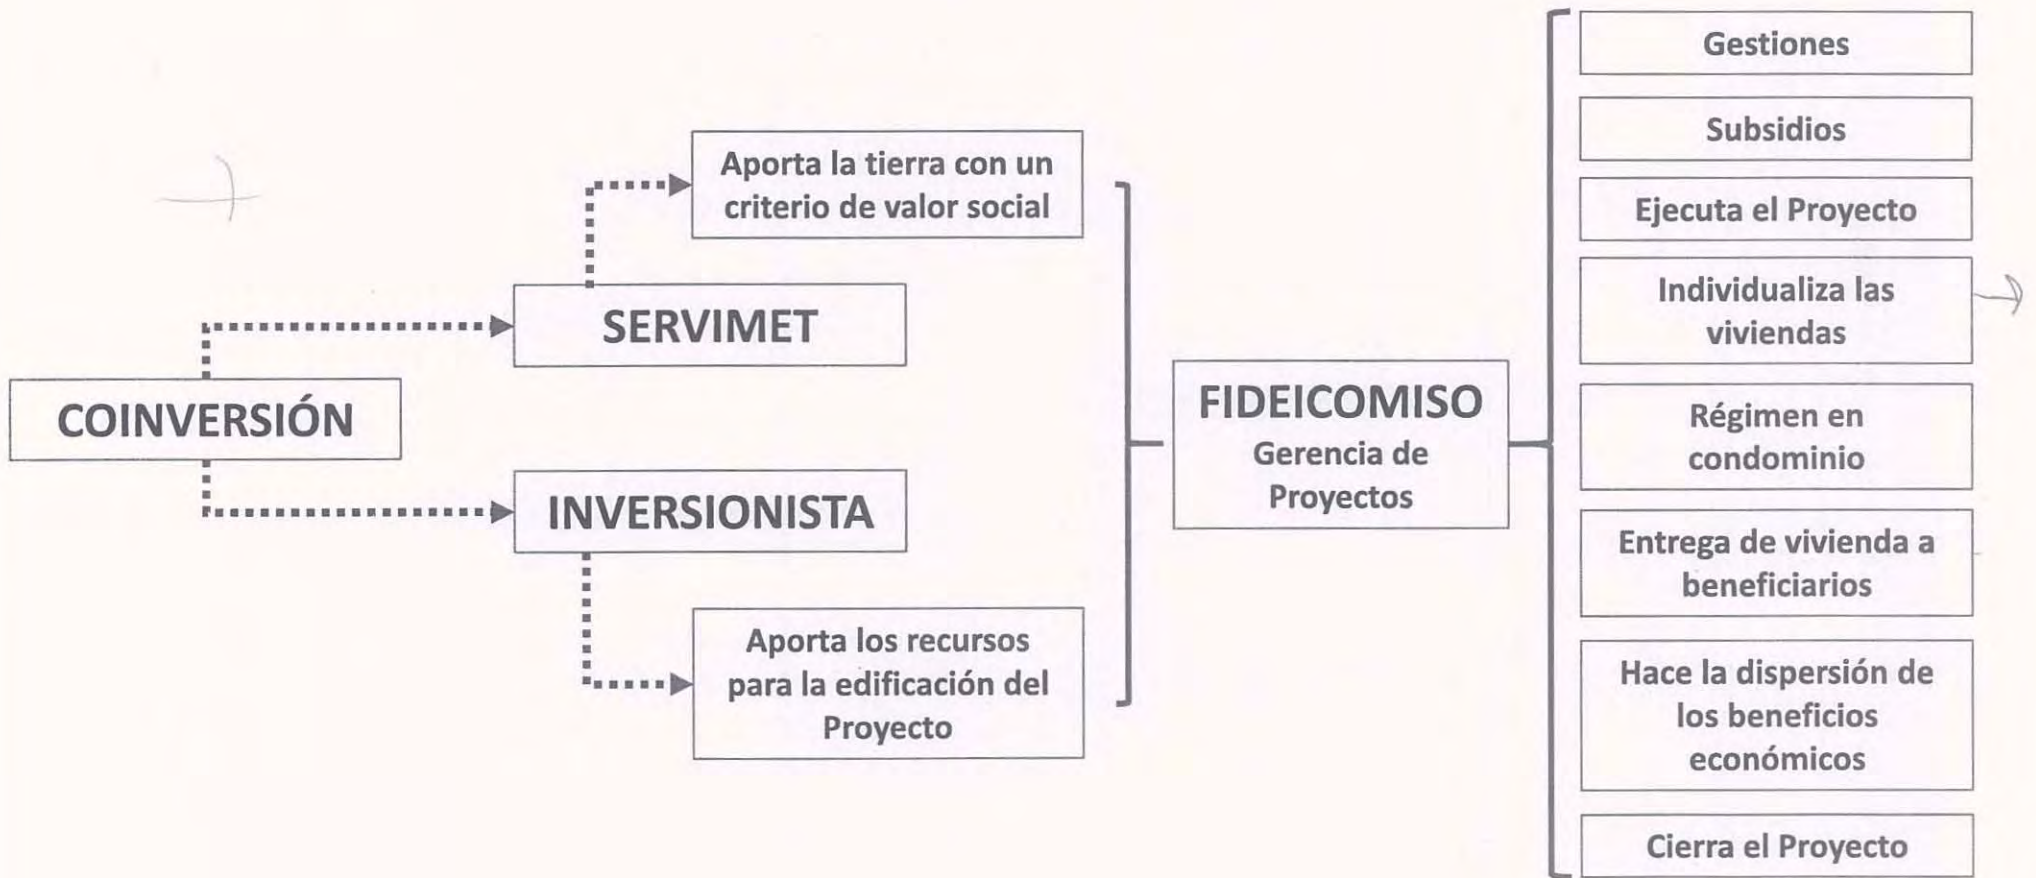 COINVERSIÓN
SERVIMET
Aporta la tierra con un
criterio de valor social
INVERSIONISTA
Aporta los recursos
para la edificación del
Proyecto
FIDEICOMISO
Gerencia de
Proyectos
Gestiones
Subsidios
Ejecuta el Proyecto
Individualiza las
viviendas
Régimen en
condominio
Entrega de vivienda a
beneficiarios
Hace la dispersión de
los beneficios
económicos
Cierra el Proyecto